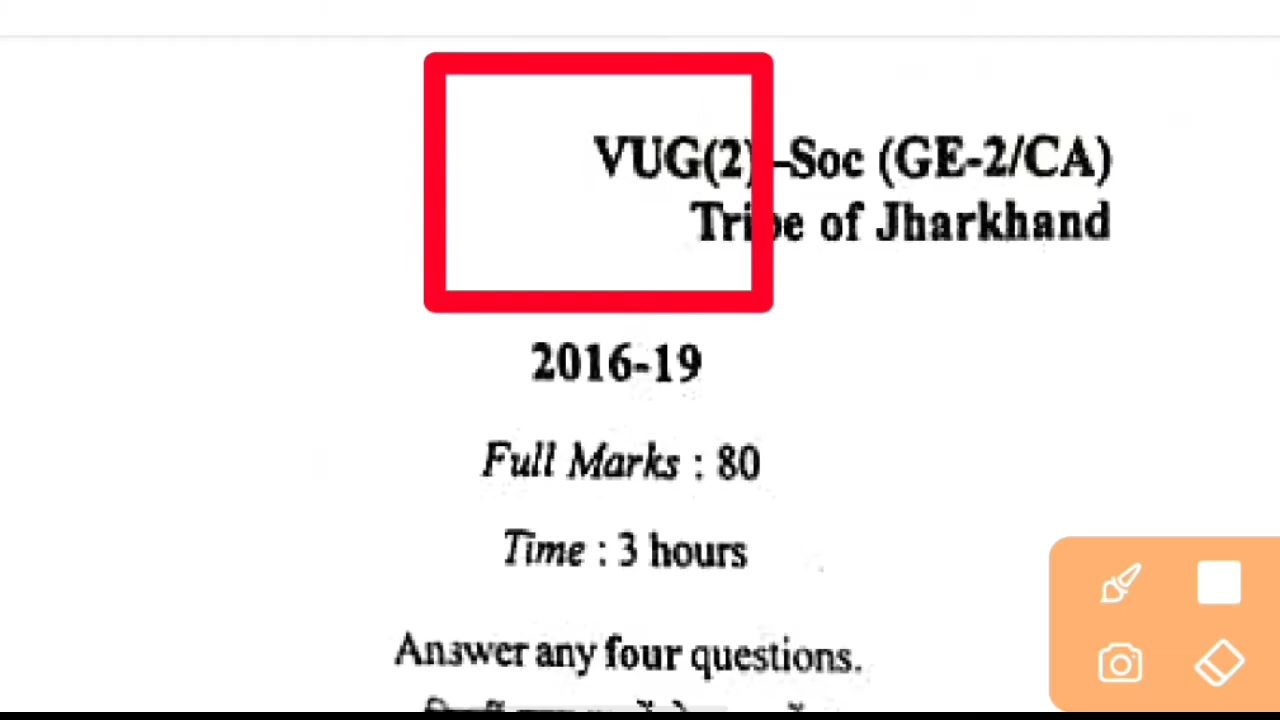 VUG(2)–Soc (GE-2/CA)
Tribe of Jharkhand
2016-19
Full Marks : 80
Time : 3 hours
Answer any four questions.